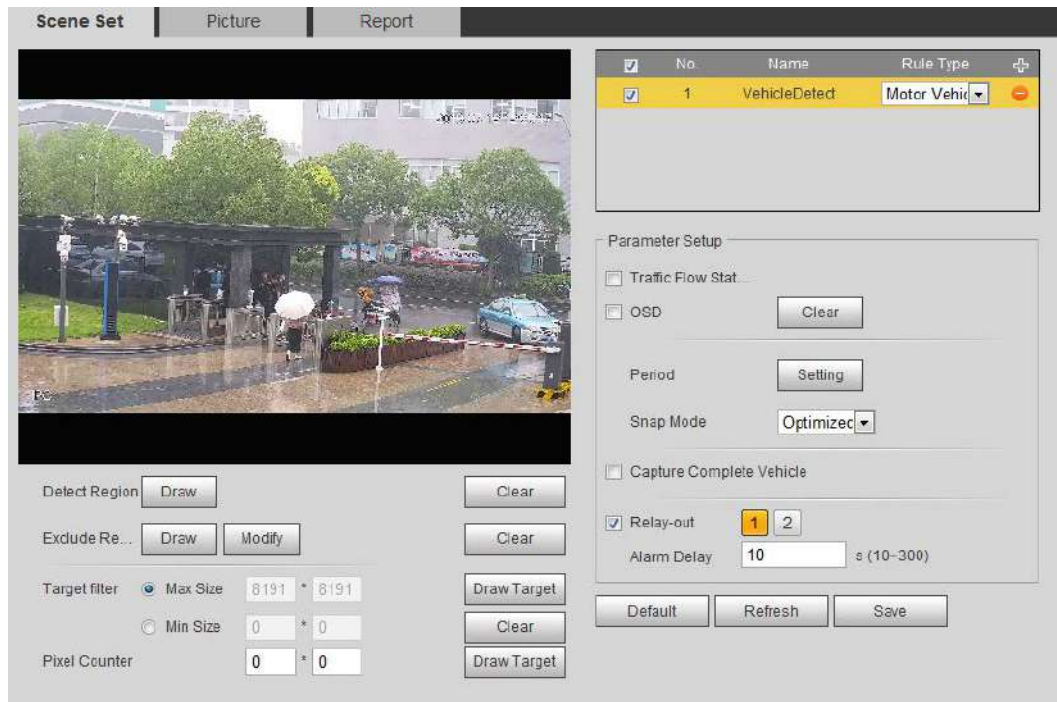 Scene Set Picture Report
No. Name Rule Type
1 VehicleDetect Motor Vehic
Parameter Setup
Traffic Flow Stat...
OSD Clear
Period Setting
Snap Mode Optimizec
Capture Complete Vehicle
Relay-out 1 2
Alarm Delay 10 s (10~300)
Default Refresh Save
Detect Region Draw Clear
Exclude Re... Draw Modify Clear
Target filter Max Size 8191 * 8191 Draw Target
Min Size 0 * 0 Clear
Pixel Counter 0 * 0 Draw Target